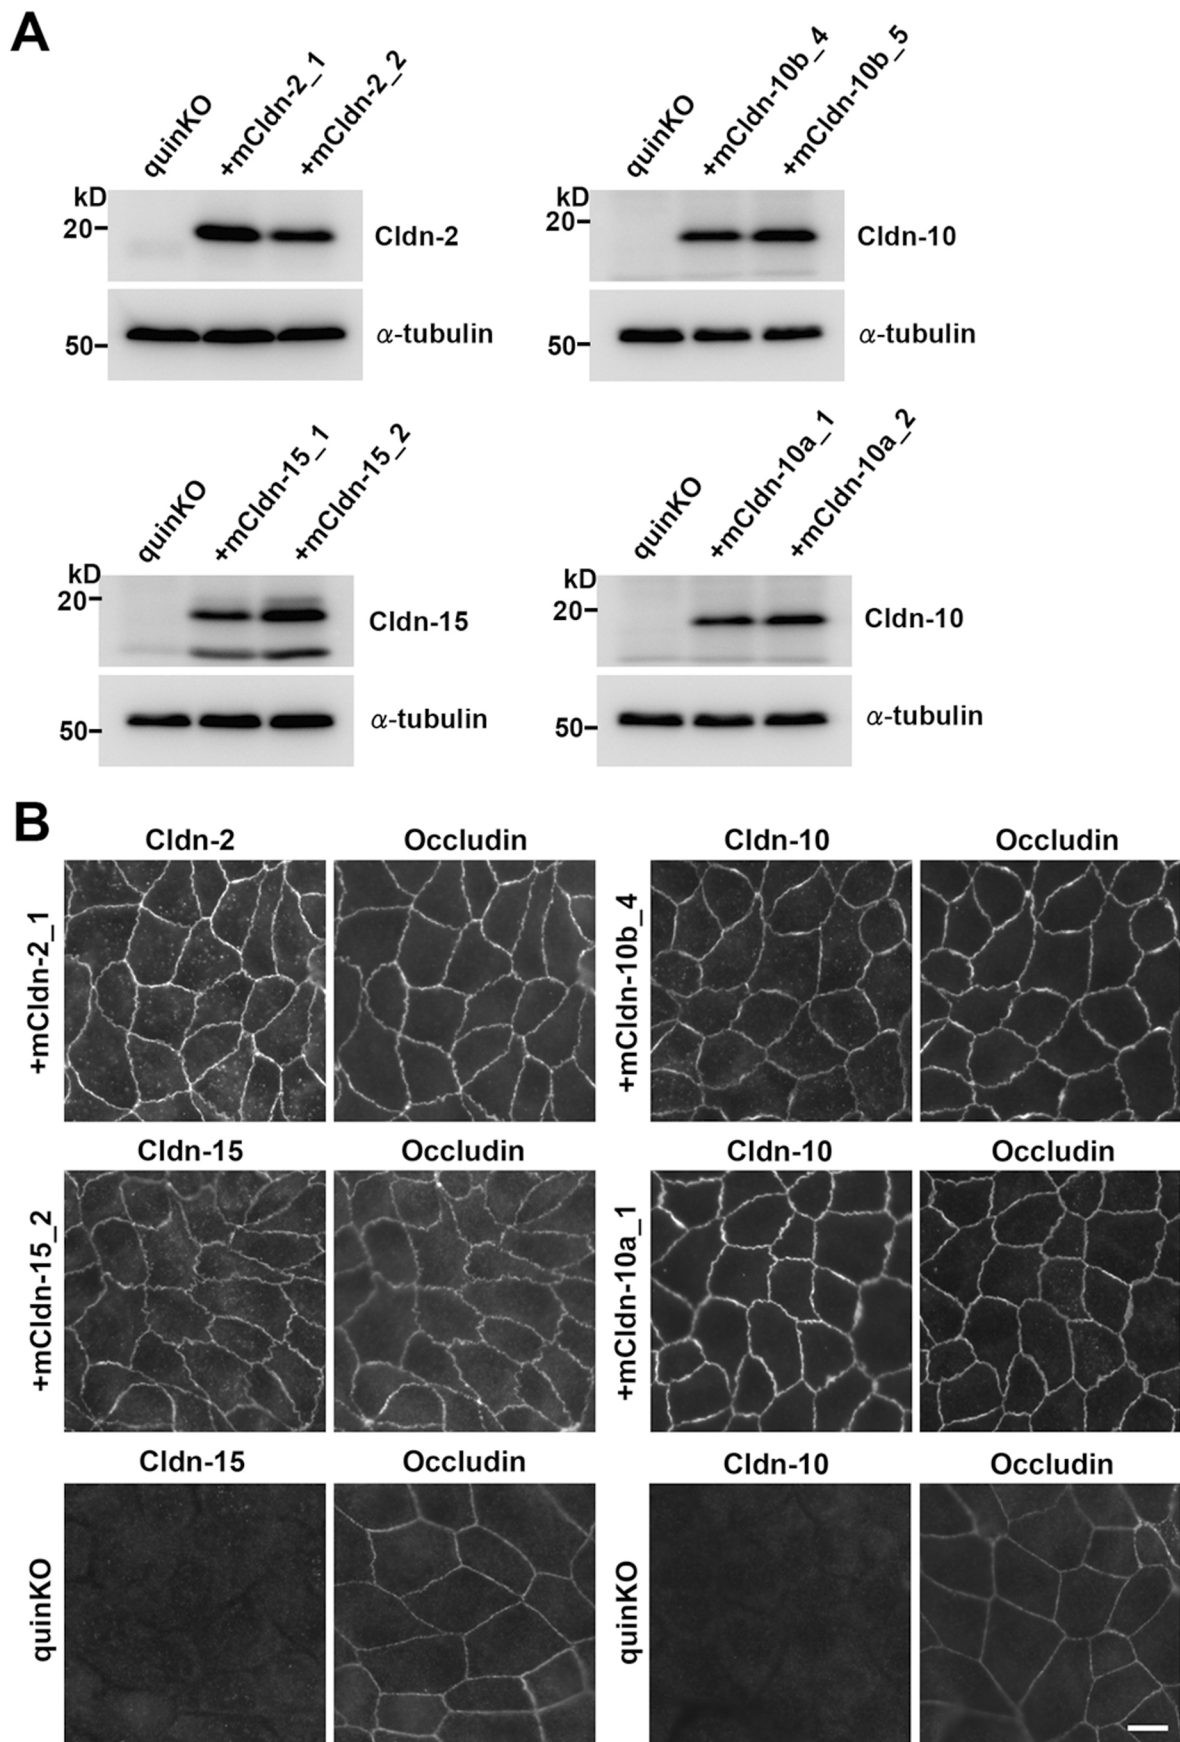 A
quinKO +mCldn-2_1 +mCldn-2_2
kD
20
Cldn-2
50
α-tubulin
quinKO +mCldn-10b_4 +mCldn-10b_5
kD
20
Cldn-10
50
α-tubulin
quinKO +mCldn-15_1 +mCldn-15_2
kD
20
Cldn-15
50
α-tubulin
quinKO +mCldn-10a_1 +mCldn-10a_2
kD
20
Cldn-10
50
α-tubulin
B
Cldn-2 Occludin Cldn-10 Occludin
+mCldn-2_1
+mCldn-10b_4
Cldn-15 Occludin Cldn-10 Occludin
+mCldn-15_2
+mCldn-10a_1
Cldn-15 Occludin Cldn-10 Occludin
quinKO
quinKO